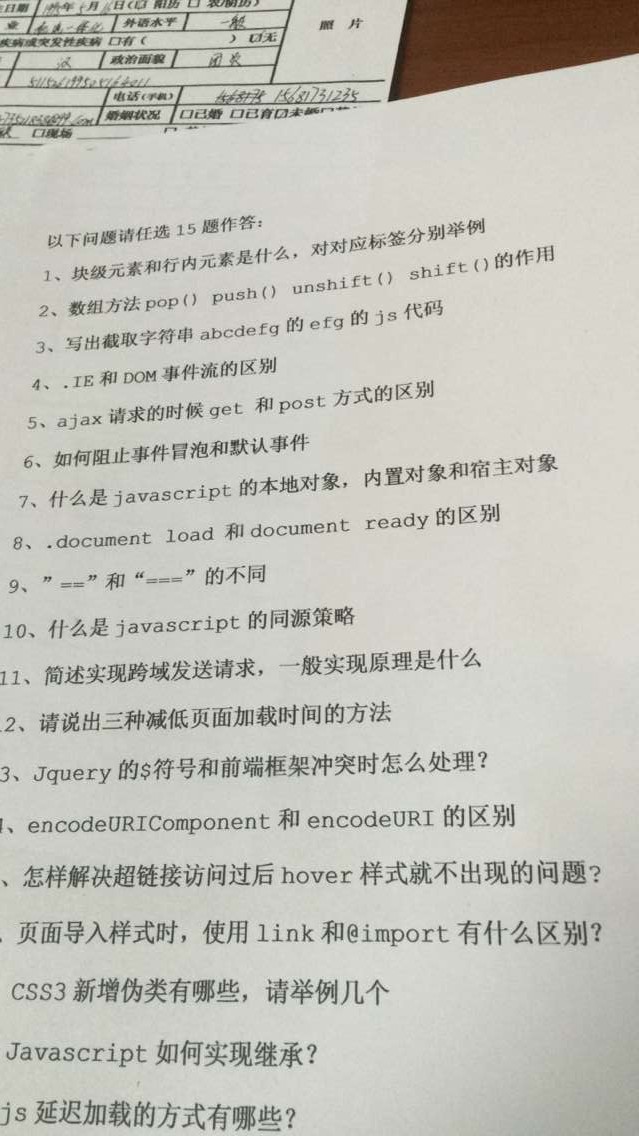 日期 年5月 日(☑阳历 口农历)
业 外语水平 一般 照 片
疾病或突发性疾病 口有( ) ☑无
汉 政治面貌 团员
电话(手机)
婚姻状况 口已婚 口已育☑未婚
口现场
以下问题请任选 15 题作答：
1、块级元素和行内元素是什么，对对应标签分别举例
2、数组方法 pop() push() unshift() shift()的作用
3、写出截取字符串 abcdefg 的 efg 的 js 代码
4、.IE 和 DOM 事件流的区别
5、ajax 请求的时候 get 和 post 方式的区别
6、如何阻止事件冒泡和默认事件
7、什么是 javascript 的本地对象，内置对象和宿主对象
8、.document load 和 document ready 的区别
9、”==”和“===”的不同
10、什么是 javascript 的同源策略
11、简述实现跨域发送请求，一般实现原理是什么
2、请说出三种减低页面加载时间的方法
3、Jquery 的$符号和前端框架冲突时怎么处理？
、encodeURIComponent 和 encodeURI 的区别
、怎样解决超链接访问过后 hover 样式就不出现的问题？
、页面导入样式时，使用 link 和@import 有什么区别？
CSS3 新增伪类有哪些，请举例几个
Javascript 如何实现继承？
js 延迟加载的方式有哪些？